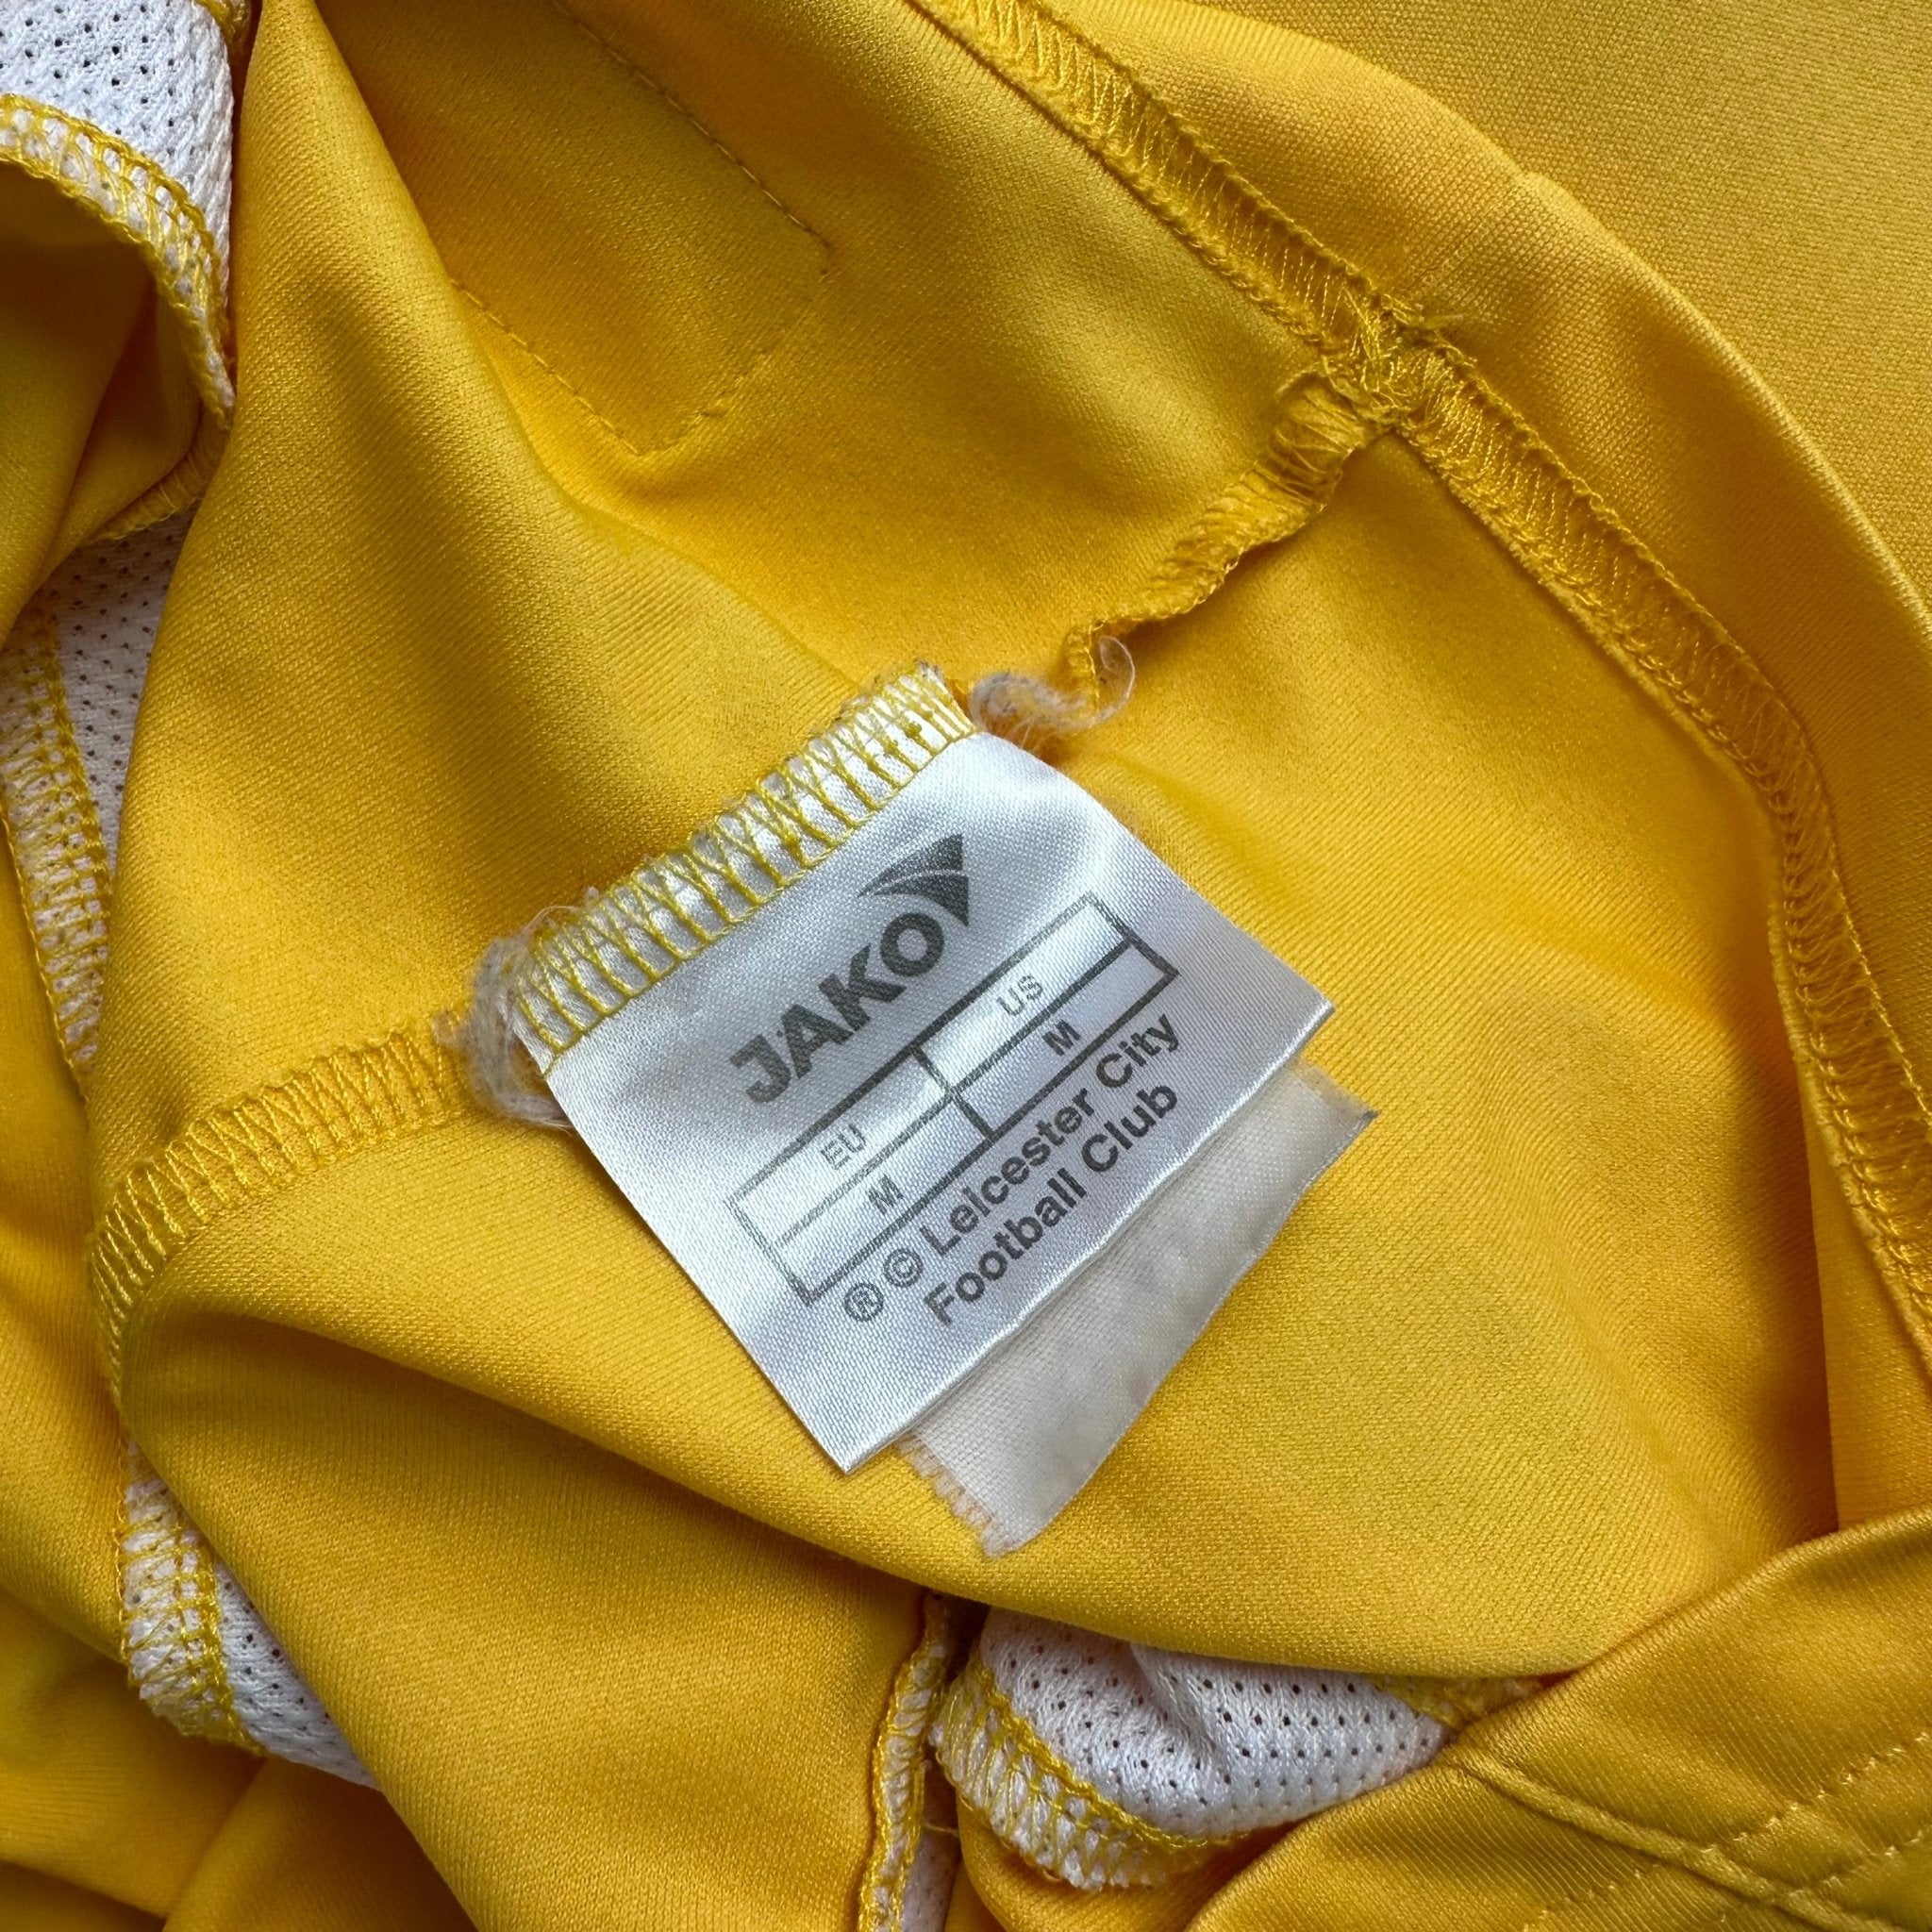 JAKO
EU US
M M
® © Leicester City
Football Club